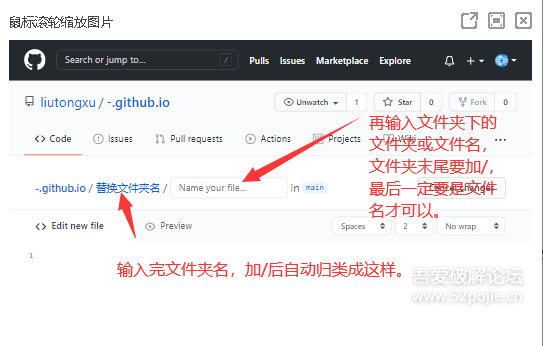 鼠标滚轮缩放图片
Search or jump to...
/
Pulls Issues Marketplace Explore
liutongxu / -.github.io
Unwatch 1 Star 0 Fork 0
Code Issues Pull requests Actions Projects Wiki ...
再输入文件夹下的
文件夹或文件名，
文件夹末尾要加/，
最后一定要是文件
名才可以。
-.github.io / 替换文件夹名 / Name your file... in main
Edit new file Preview Spaces 2 No wrap
1
输入完文件夹名，加/后自动归类成这样。
吾爱破解论坛
www.52pojie.cn